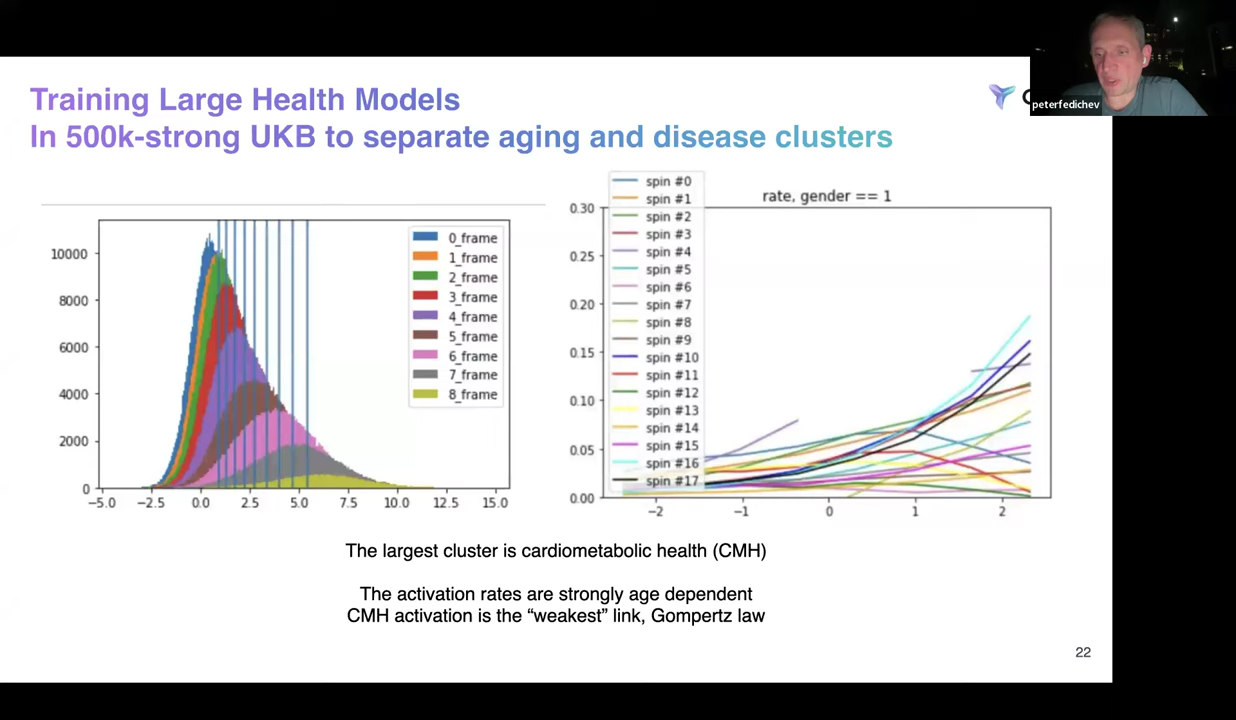 Training Large Health Models
In 500k-strong UKB to separate aging and disease clusters
peterfedichev
0_frame
1_frame
2_frame
3_frame
4_frame
5_frame
6_frame
7_frame
8_frame
10000
8000
6000
4000
2000
0
−5.0 −2.5 0.0 2.5 5.0 7.5 10.0 12.5 15.0
rate, gender == 1
spin #0
spin #1
spin #2
spin #3
spin #4
spin #5
spin #6
spin #7
spin #8
spin #9
spin #10
spin #11
spin #12
spin #13
spin #14
spin #15
spin #16
spin #17
0.30
0.25
0.20
0.15
0.10
0.05
0.00
−2 −1 0 1 2
The largest cluster is cardiometabolic health (CMH)
The activation rates are strongly age dependent
CMH activation is the “weakest” link, Gompertz law
22